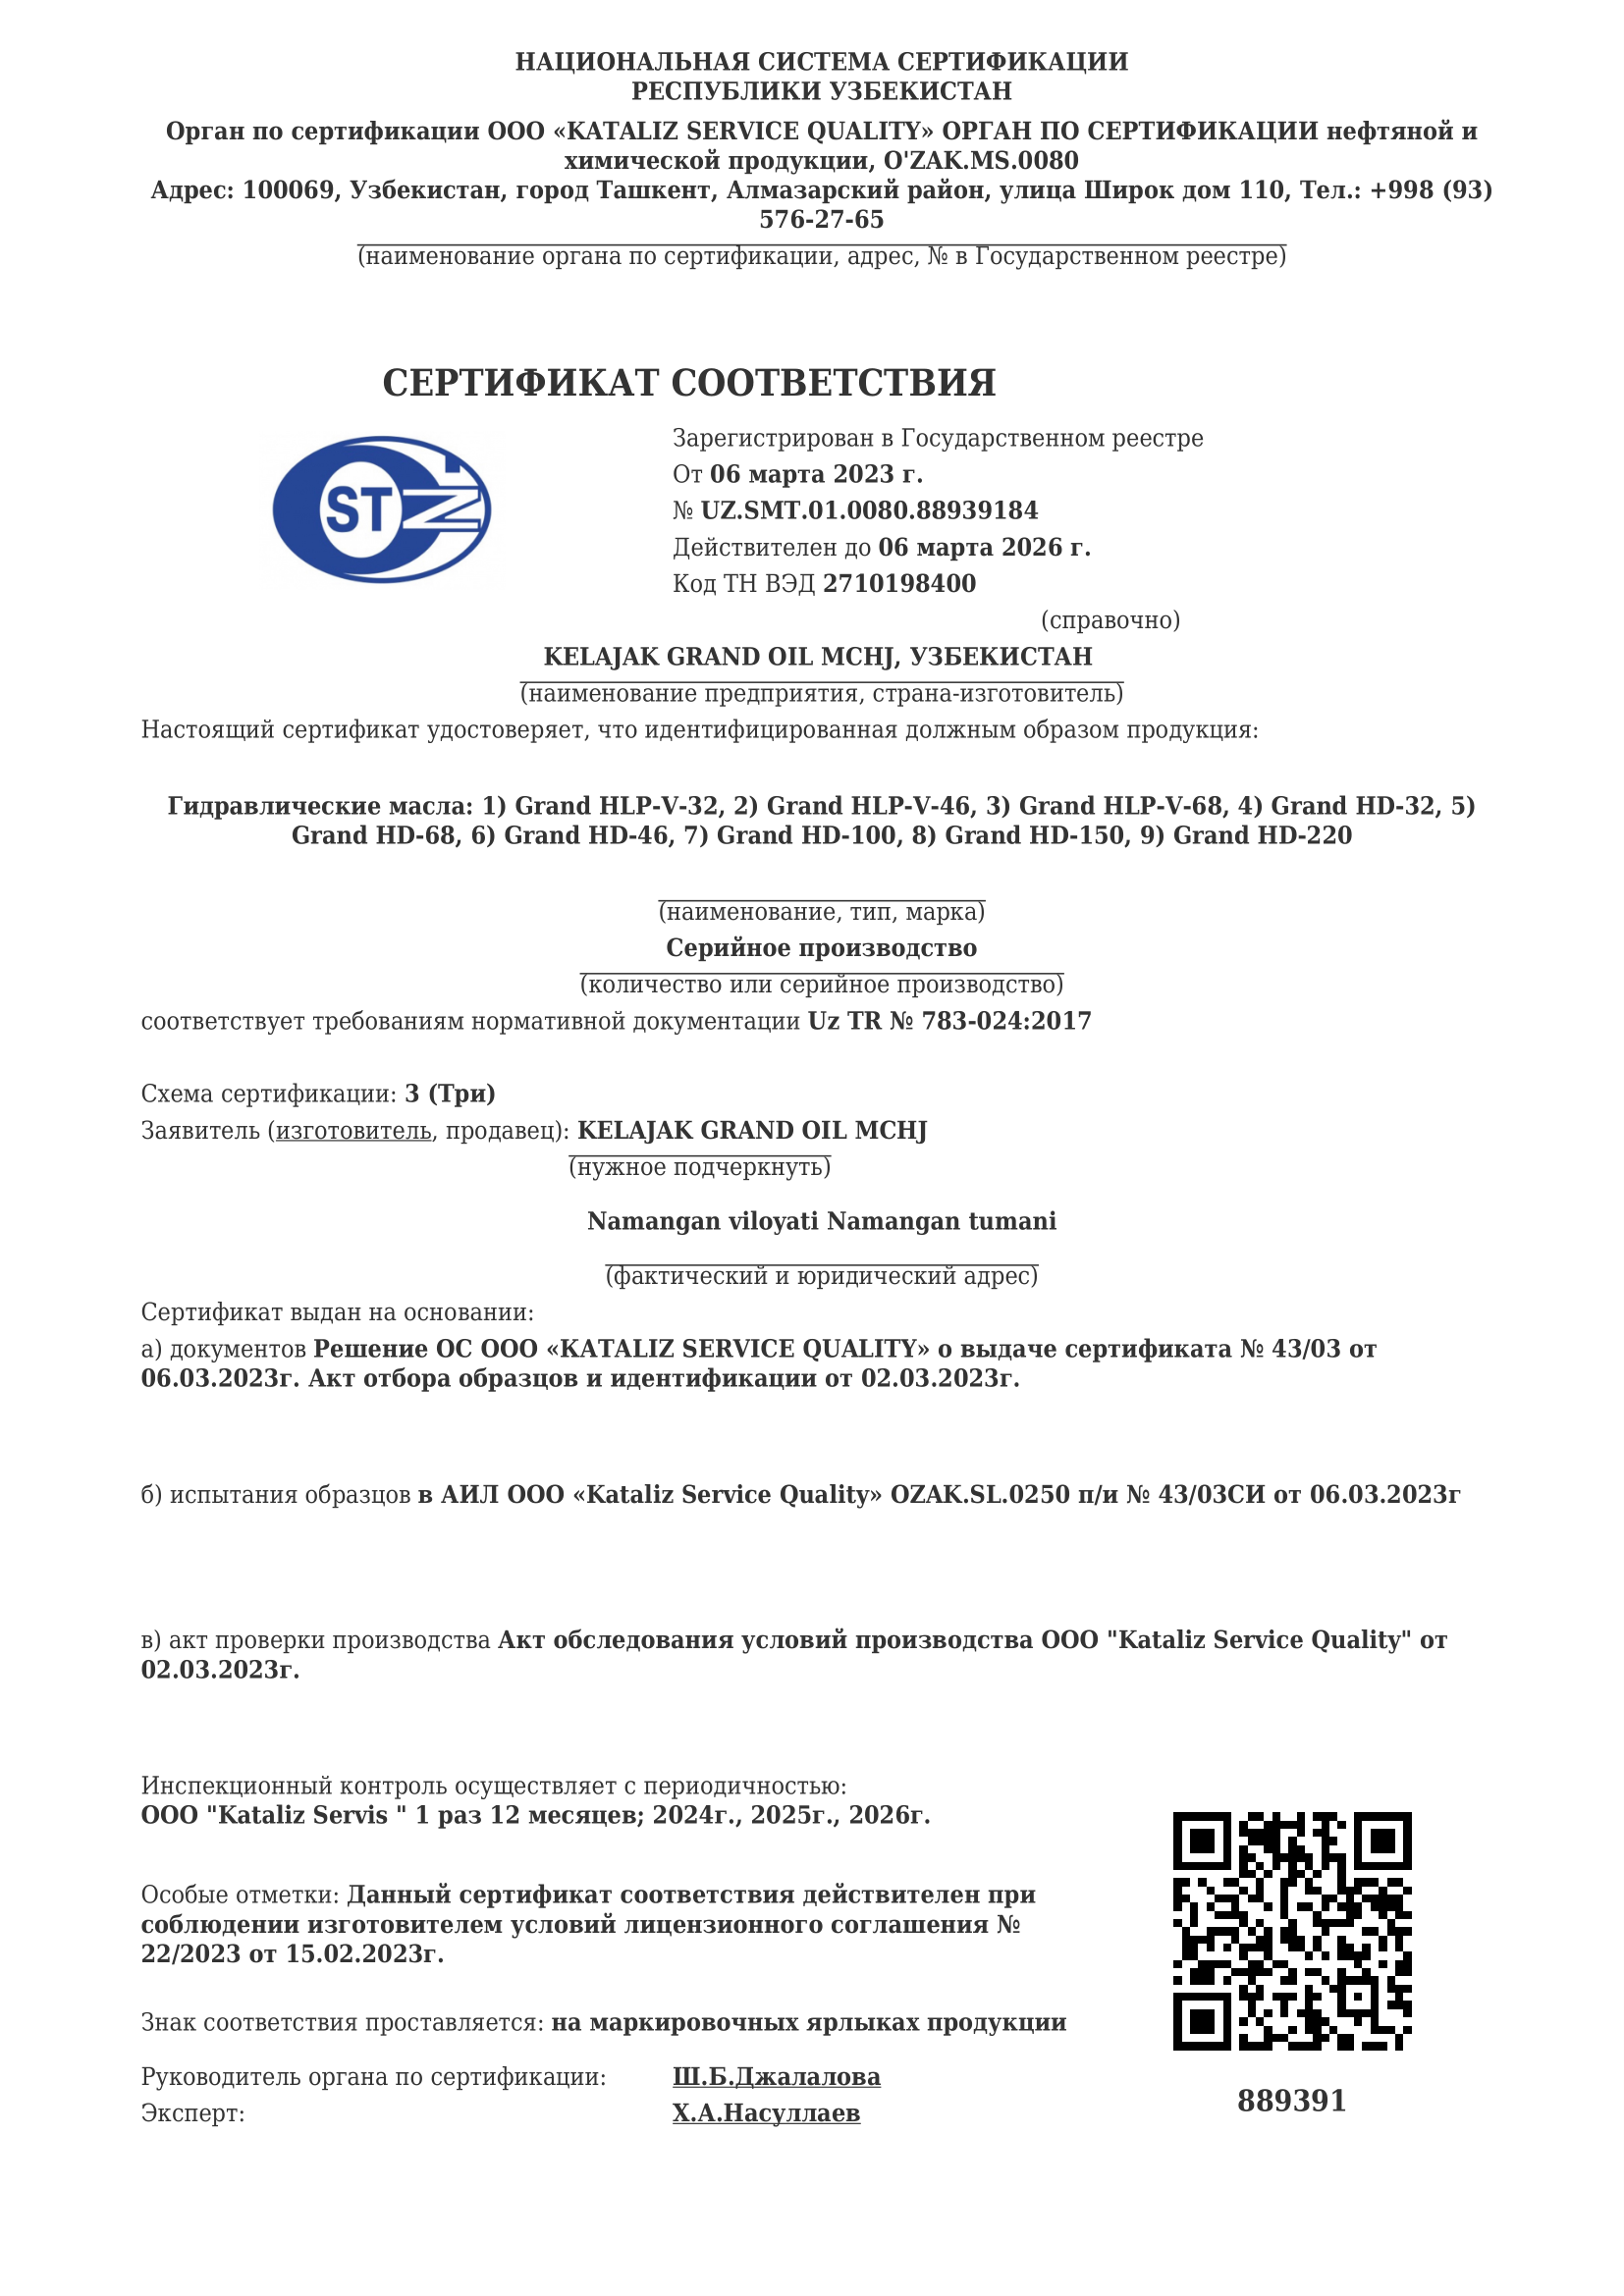 НАЦИОНАЛЬНАЯ СИСТЕМА СЕРТИФИКАЦИИ
РЕСПУБЛИКИ УЗБЕКИСТАН
Орган по сертификации ООО «KATALIZ SERVICE QUALITY» ОРГАН ПО СЕРТИФИКАЦИИ нефтяной и
химической продукции, O'ZAK.MS.0080
Адрес: 100069, Узбекистан, город Ташкент, Алмазарский район, улица Широк дом 110, Тел.: +998 (93)
576-27-65
(наименование органа по сертификации, адрес, № в Государственном реестре)
СЕРТИФИКАТ СООТВЕТСТВИЯ
ST
Зарегистрирован в Государственном реестре
От 06 марта 2023 г.
№ UZ.SMT.01.0080.88939184
Действителен до 06 марта 2026 г.
Код ТН ВЭД 2710198400
(справочно)
KELAJAK GRAND OIL MCHJ, УЗБЕКИСТАН
(наименование предприятия, страна-изготовитель)
Настоящий сертификат удостоверяет, что идентифицированная должным образом продукция:
Гидравлические масла: 1) Grand HLP-V-32, 2) Grand HLP-V-46, 3) Grand HLP-V-68, 4) Grand HD-32, 5)
Grand HD-68, 6) Grand HD-46, 7) Grand HD-100, 8) Grand HD-150, 9) Grand HD-220
(наименование, тип, марка)
Серийное производство
(количество или серийное производство)
соответствует требованиям нормативной документации Uz TR № 783-024:2017
Схема сертификации: 3 (Три)
Заявитель (изготовитель, продавец): KELAJAK GRAND OIL MCHJ
(нужное подчеркнуть)
Namangan viloyati Namangan tumani
(фактический и юридический адрес)
Сертификат выдан на основании:
а) документов Решение ОС ООО «KATALIZ SERVICE QUALITY» о выдаче сертификата № 43/03 от
06.03.2023г. Акт отбора образцов и идентификации от 02.03.2023г.
б) испытания образцов в АИЛ ООО «Kataliz Service Quality» OZAK.SL.0250 п/и № 43/03СИ от 06.03.2023г
в) акт проверки производства Акт обследования условий производства ООО "Kataliz Service Quality" от
02.03.2023г.
Инспекционный контроль осуществляет с периодичностью:
ООО "Kataliz Servis " 1 раз 12 месяцев; 2024г., 2025г., 2026г.
Особые отметки: Данный сертификат соответствия действителен при
соблюдении изготовителем условий лицензионного соглашения №
22/2023 от 15.02.2023г.
Знак соответствия проставляется: на маркировочных ярлыках продукции
Руководитель органа по сертификации: Ш.Б.Джалалова
Эксперт: Х.А.Насуллаев
889391